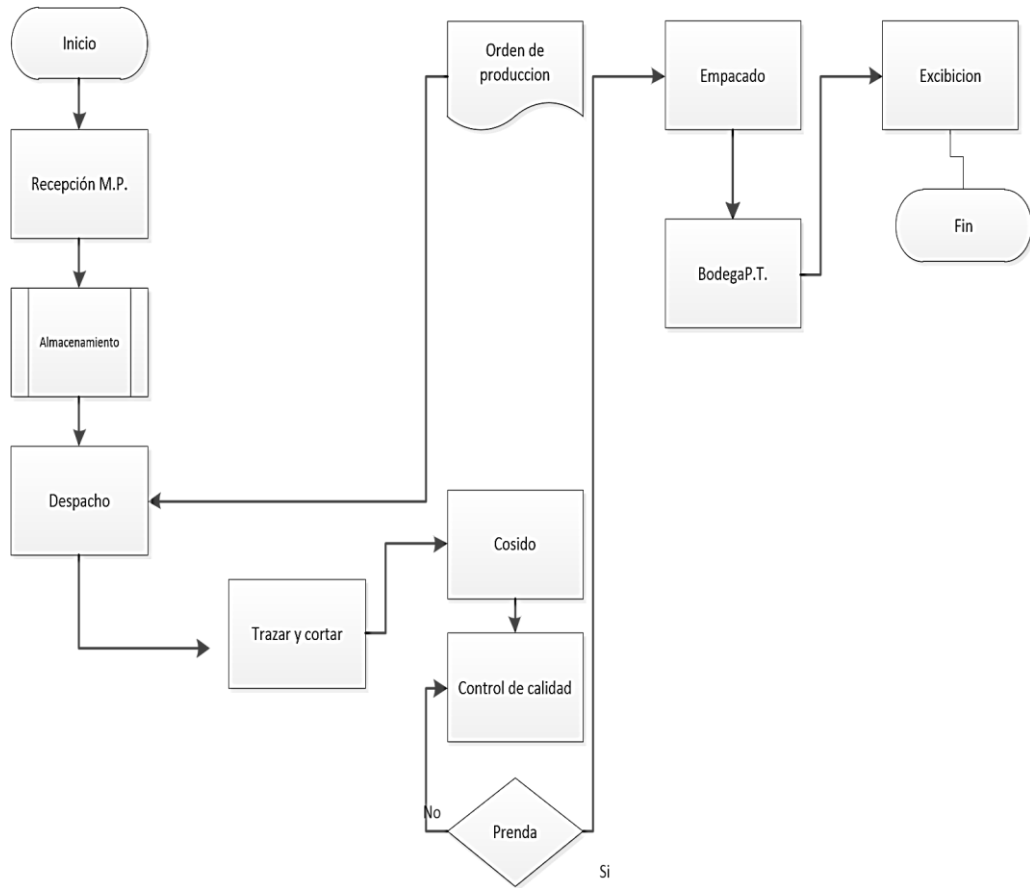 Inicio
Orden de
produccion
Empacado
Excibicion
Recepción M.P.
Fin
BodegaP.T.
Almacenamiento
Despacho
Cosido
Trazar y cortar
Control de calidad
No
Prenda
Si